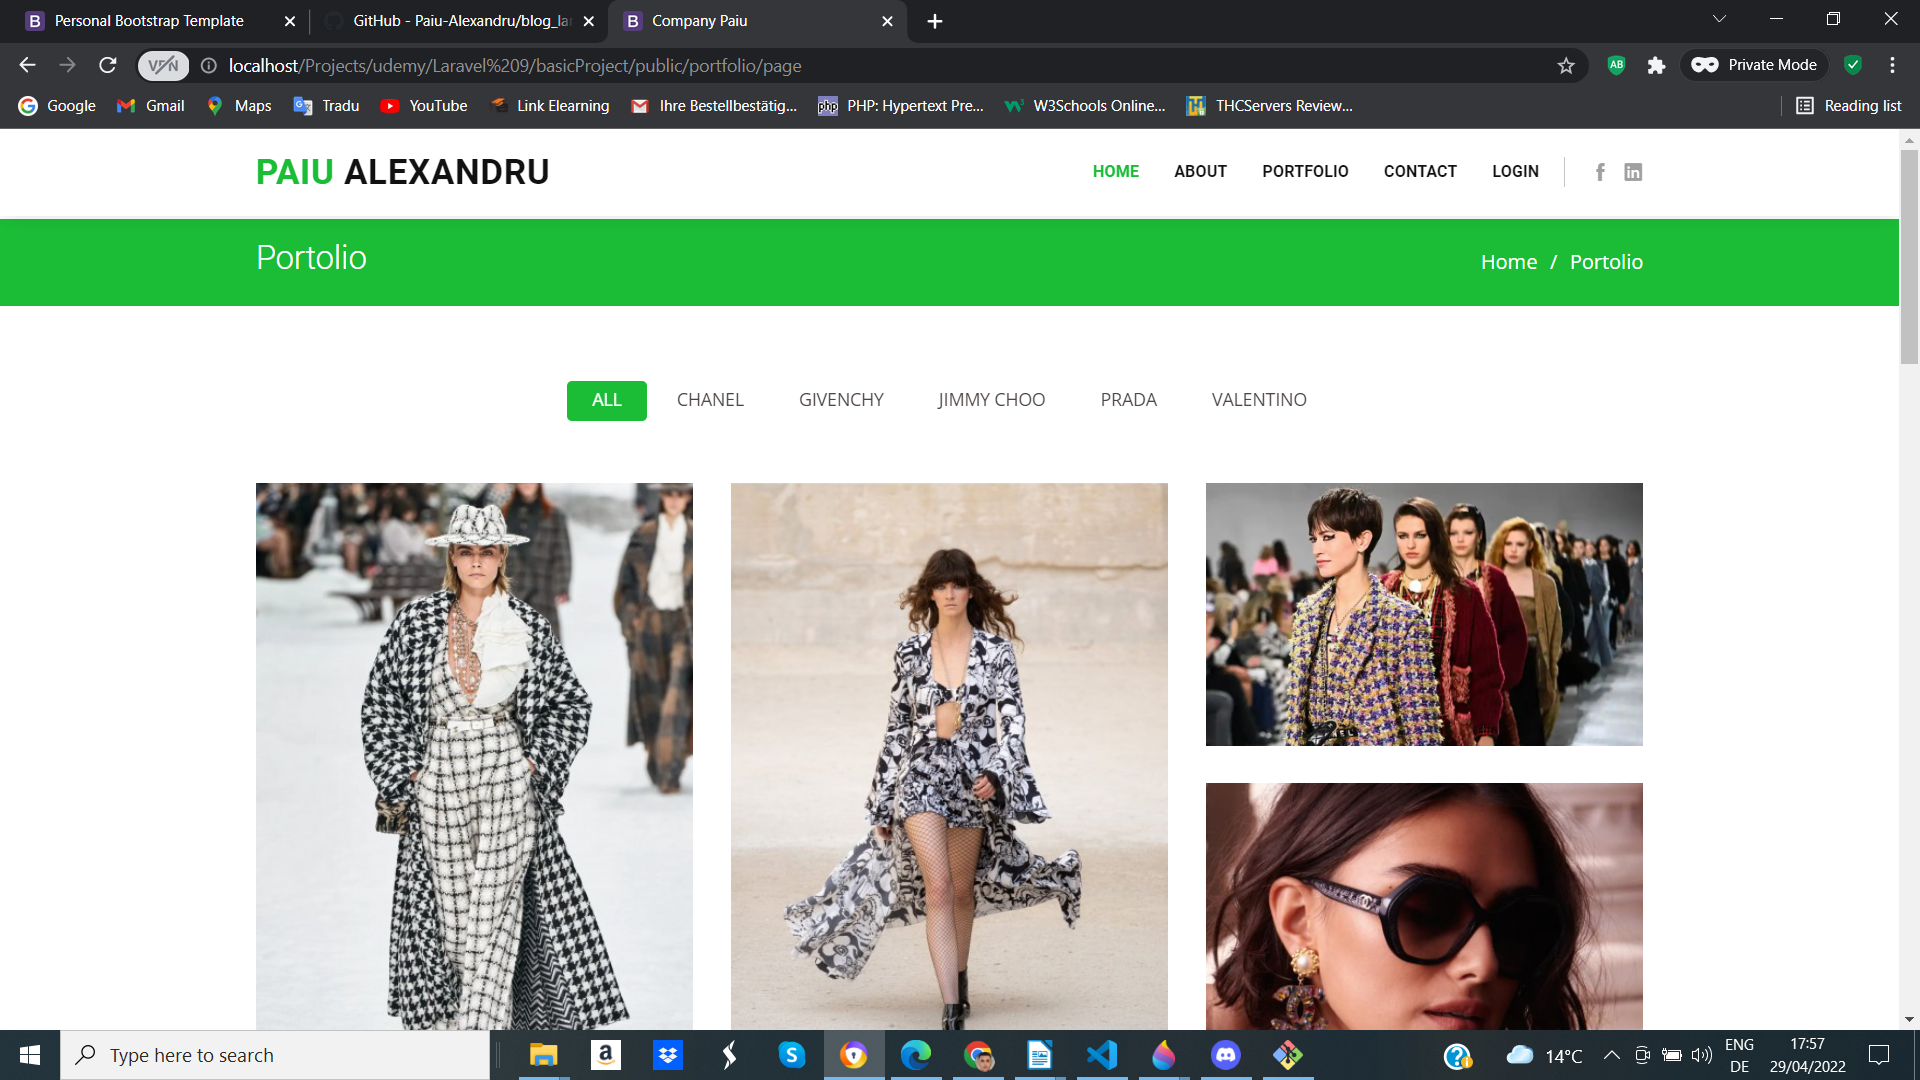 Personal Bootstrap Template
GitHub - Paiu-Alexandru/blog_la
Company Paiu
VPN
localhost/Projects/udemy/Laravel%209/basicProject/public/portfolio/page
AB
Private Mode
Google
Gmail
Maps
Tradu
YouTube
Link Elearning
Ihre Bestellbestätig...
php
PHP: Hypertext Pre...
W3Schools Online...
THCServers Review...
Reading list
PAIU ALEXANDRU
HOME
ABOUT
PORTFOLIO
CONTACT
LOGIN
Portolio
Home / Portolio
ALL
CHANEL
GIVENCHY
JIMMY CHOO
PRADA
VALENTINO
Type here to search
14°C
ENG
DE
17:57
29/04/2022